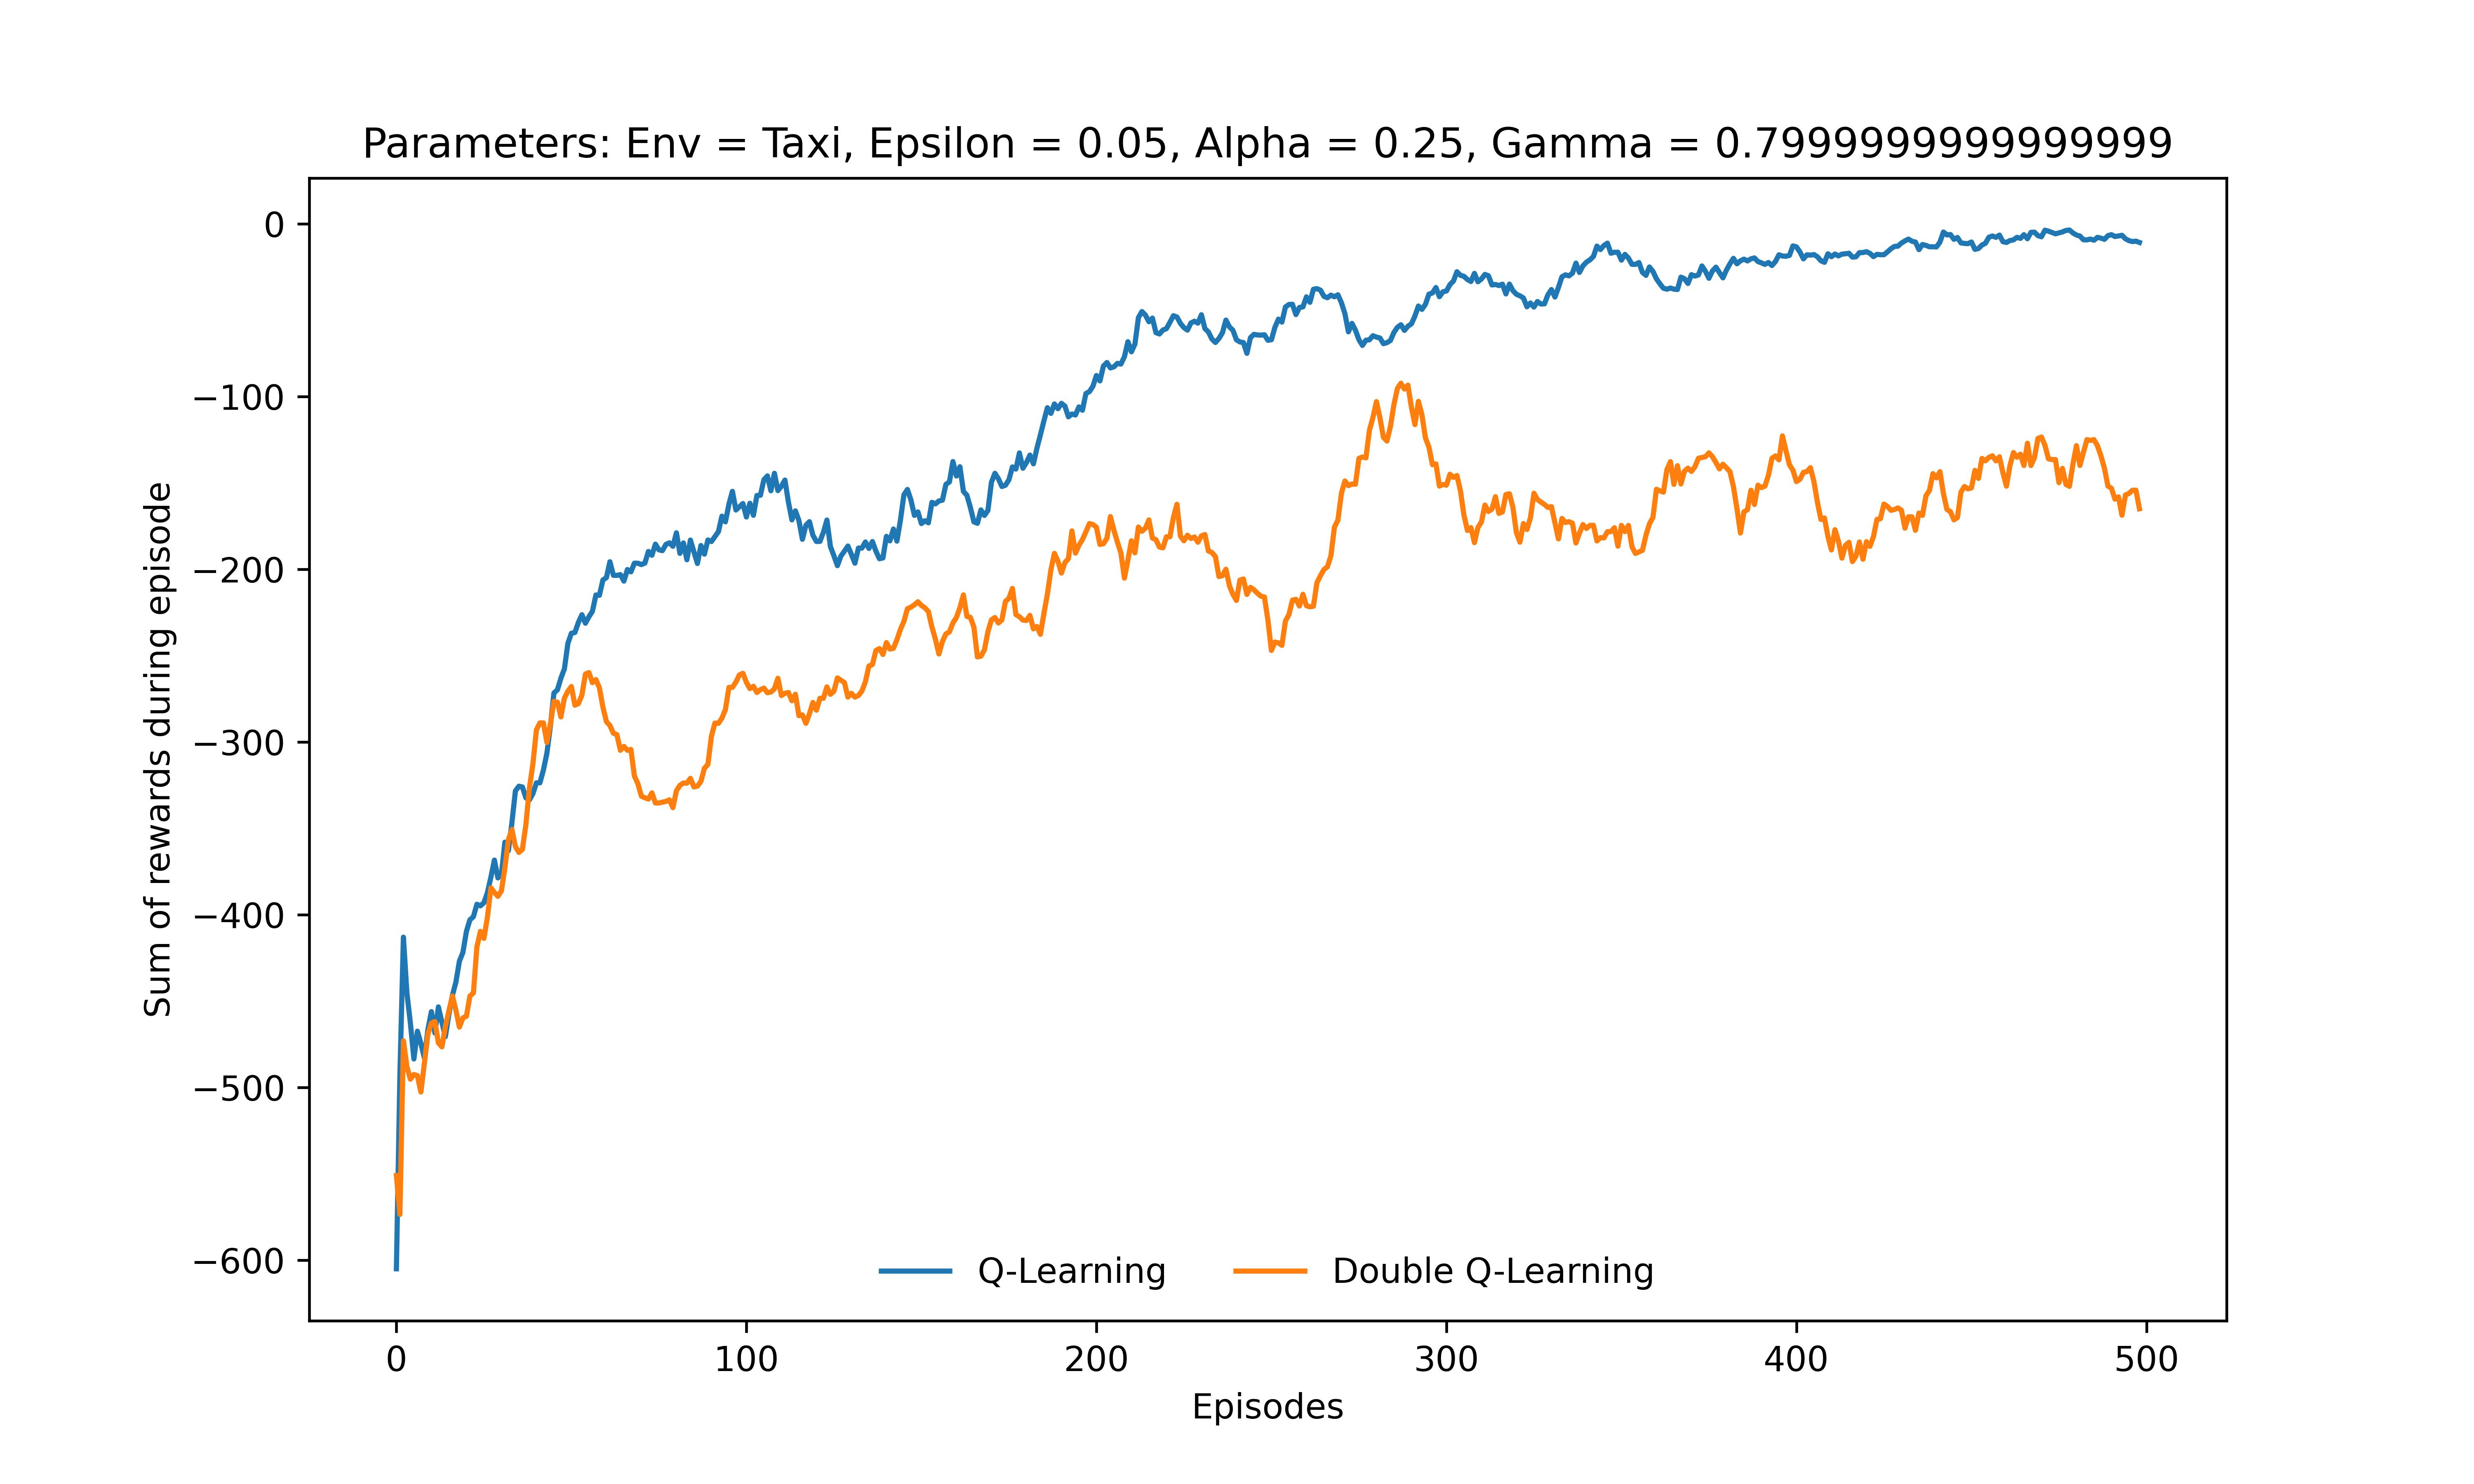 Parameters: Env = Taxi, Epsilon = 0.05, Alpha = 0.25, Gamma = 0.7999999999999999
0
−100
−200
−300
−400
−500
−600
Sum of rewards during episode
Q-Learning
Double Q-Learning
0 100 200 300 400 500
Episodes